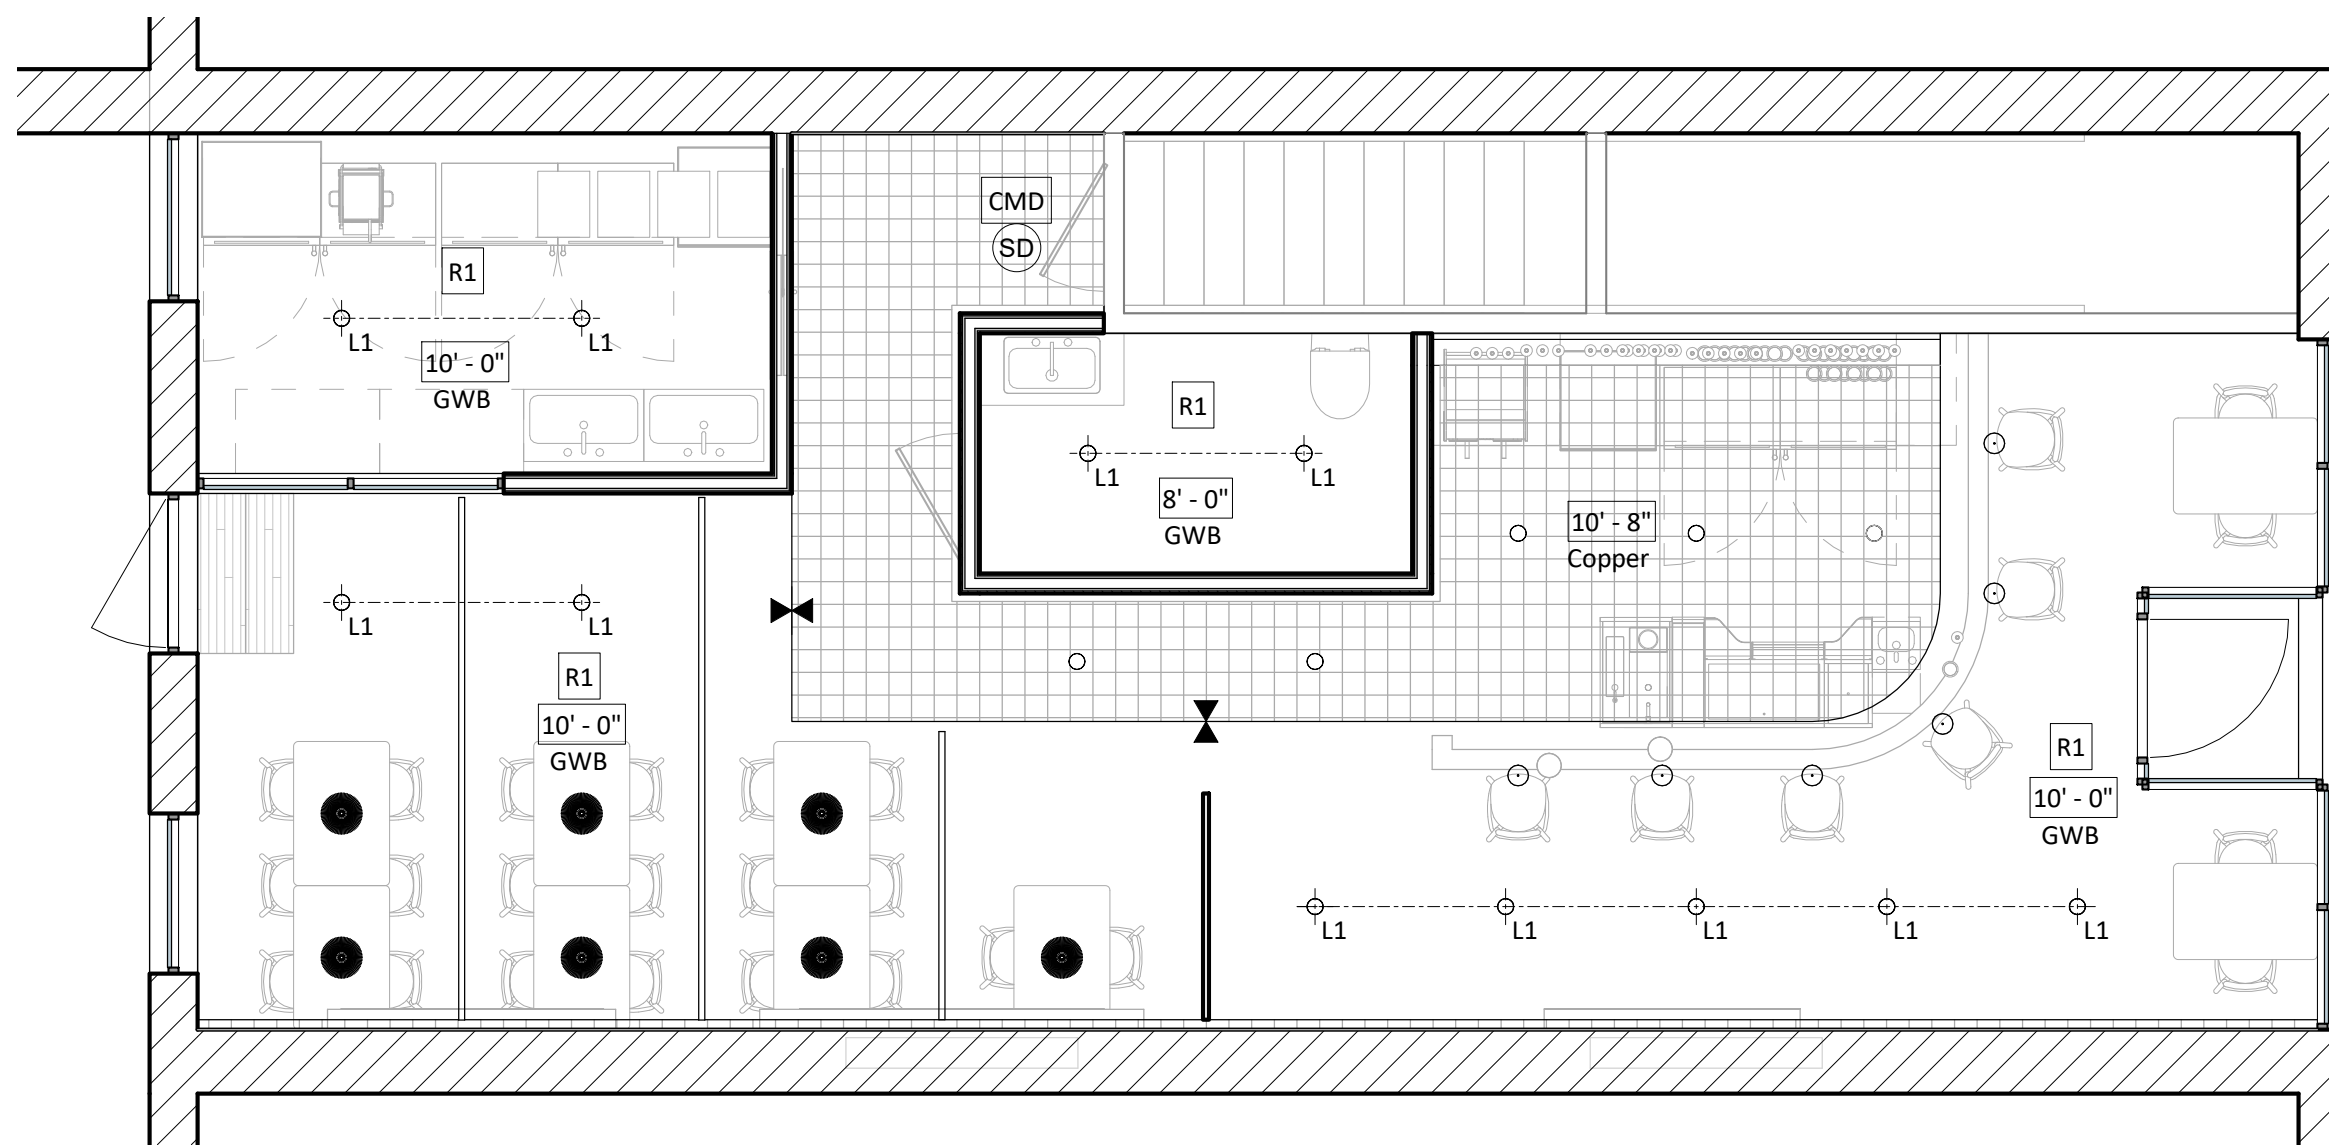 CMD
SD
R1
L1
L1
10' - 0"
GWB
R1
L1
L1
8' - 0"
GWB
10' - 8"
Copper
L1
L1
R1
10' - 0"
GWB
R1
10' - 0"
GWB
L1
L1
L1
L1
L1